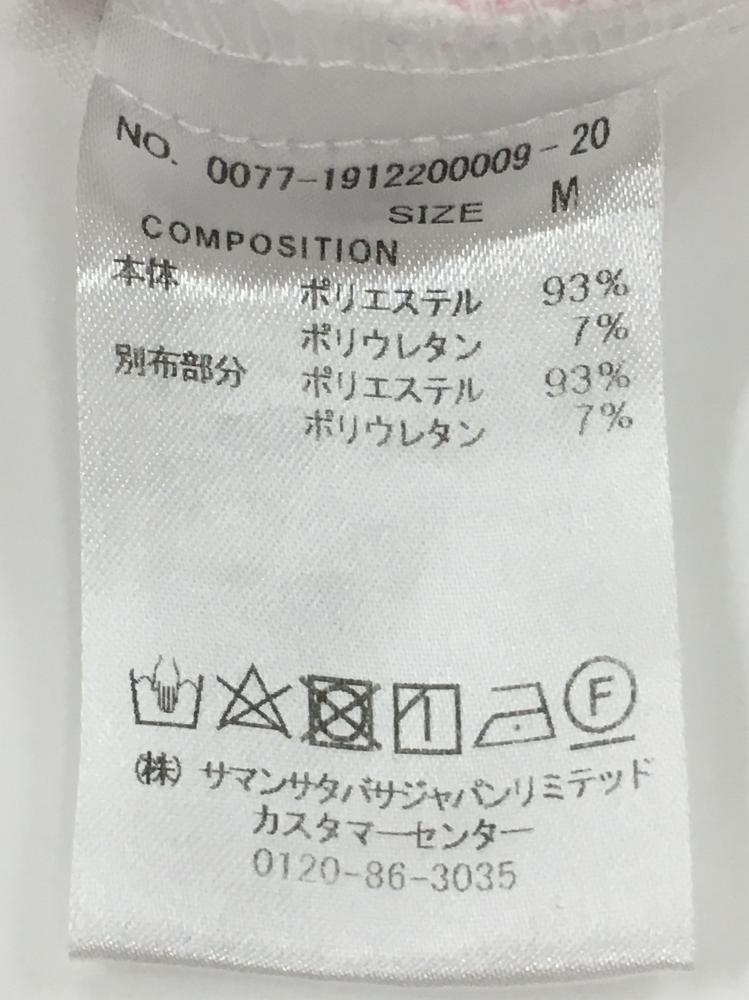 NO. 0077-1912200009-20
SIZE M
COMPOSITION
本体 ポリエステル 93%
ポリウレタン 7%
別布部分 ポリエステル 93%
ポリウレタン 7%
F
(株)サマンサタバサジャパンリミテッド
カスタマーセンター
0120-86-3035